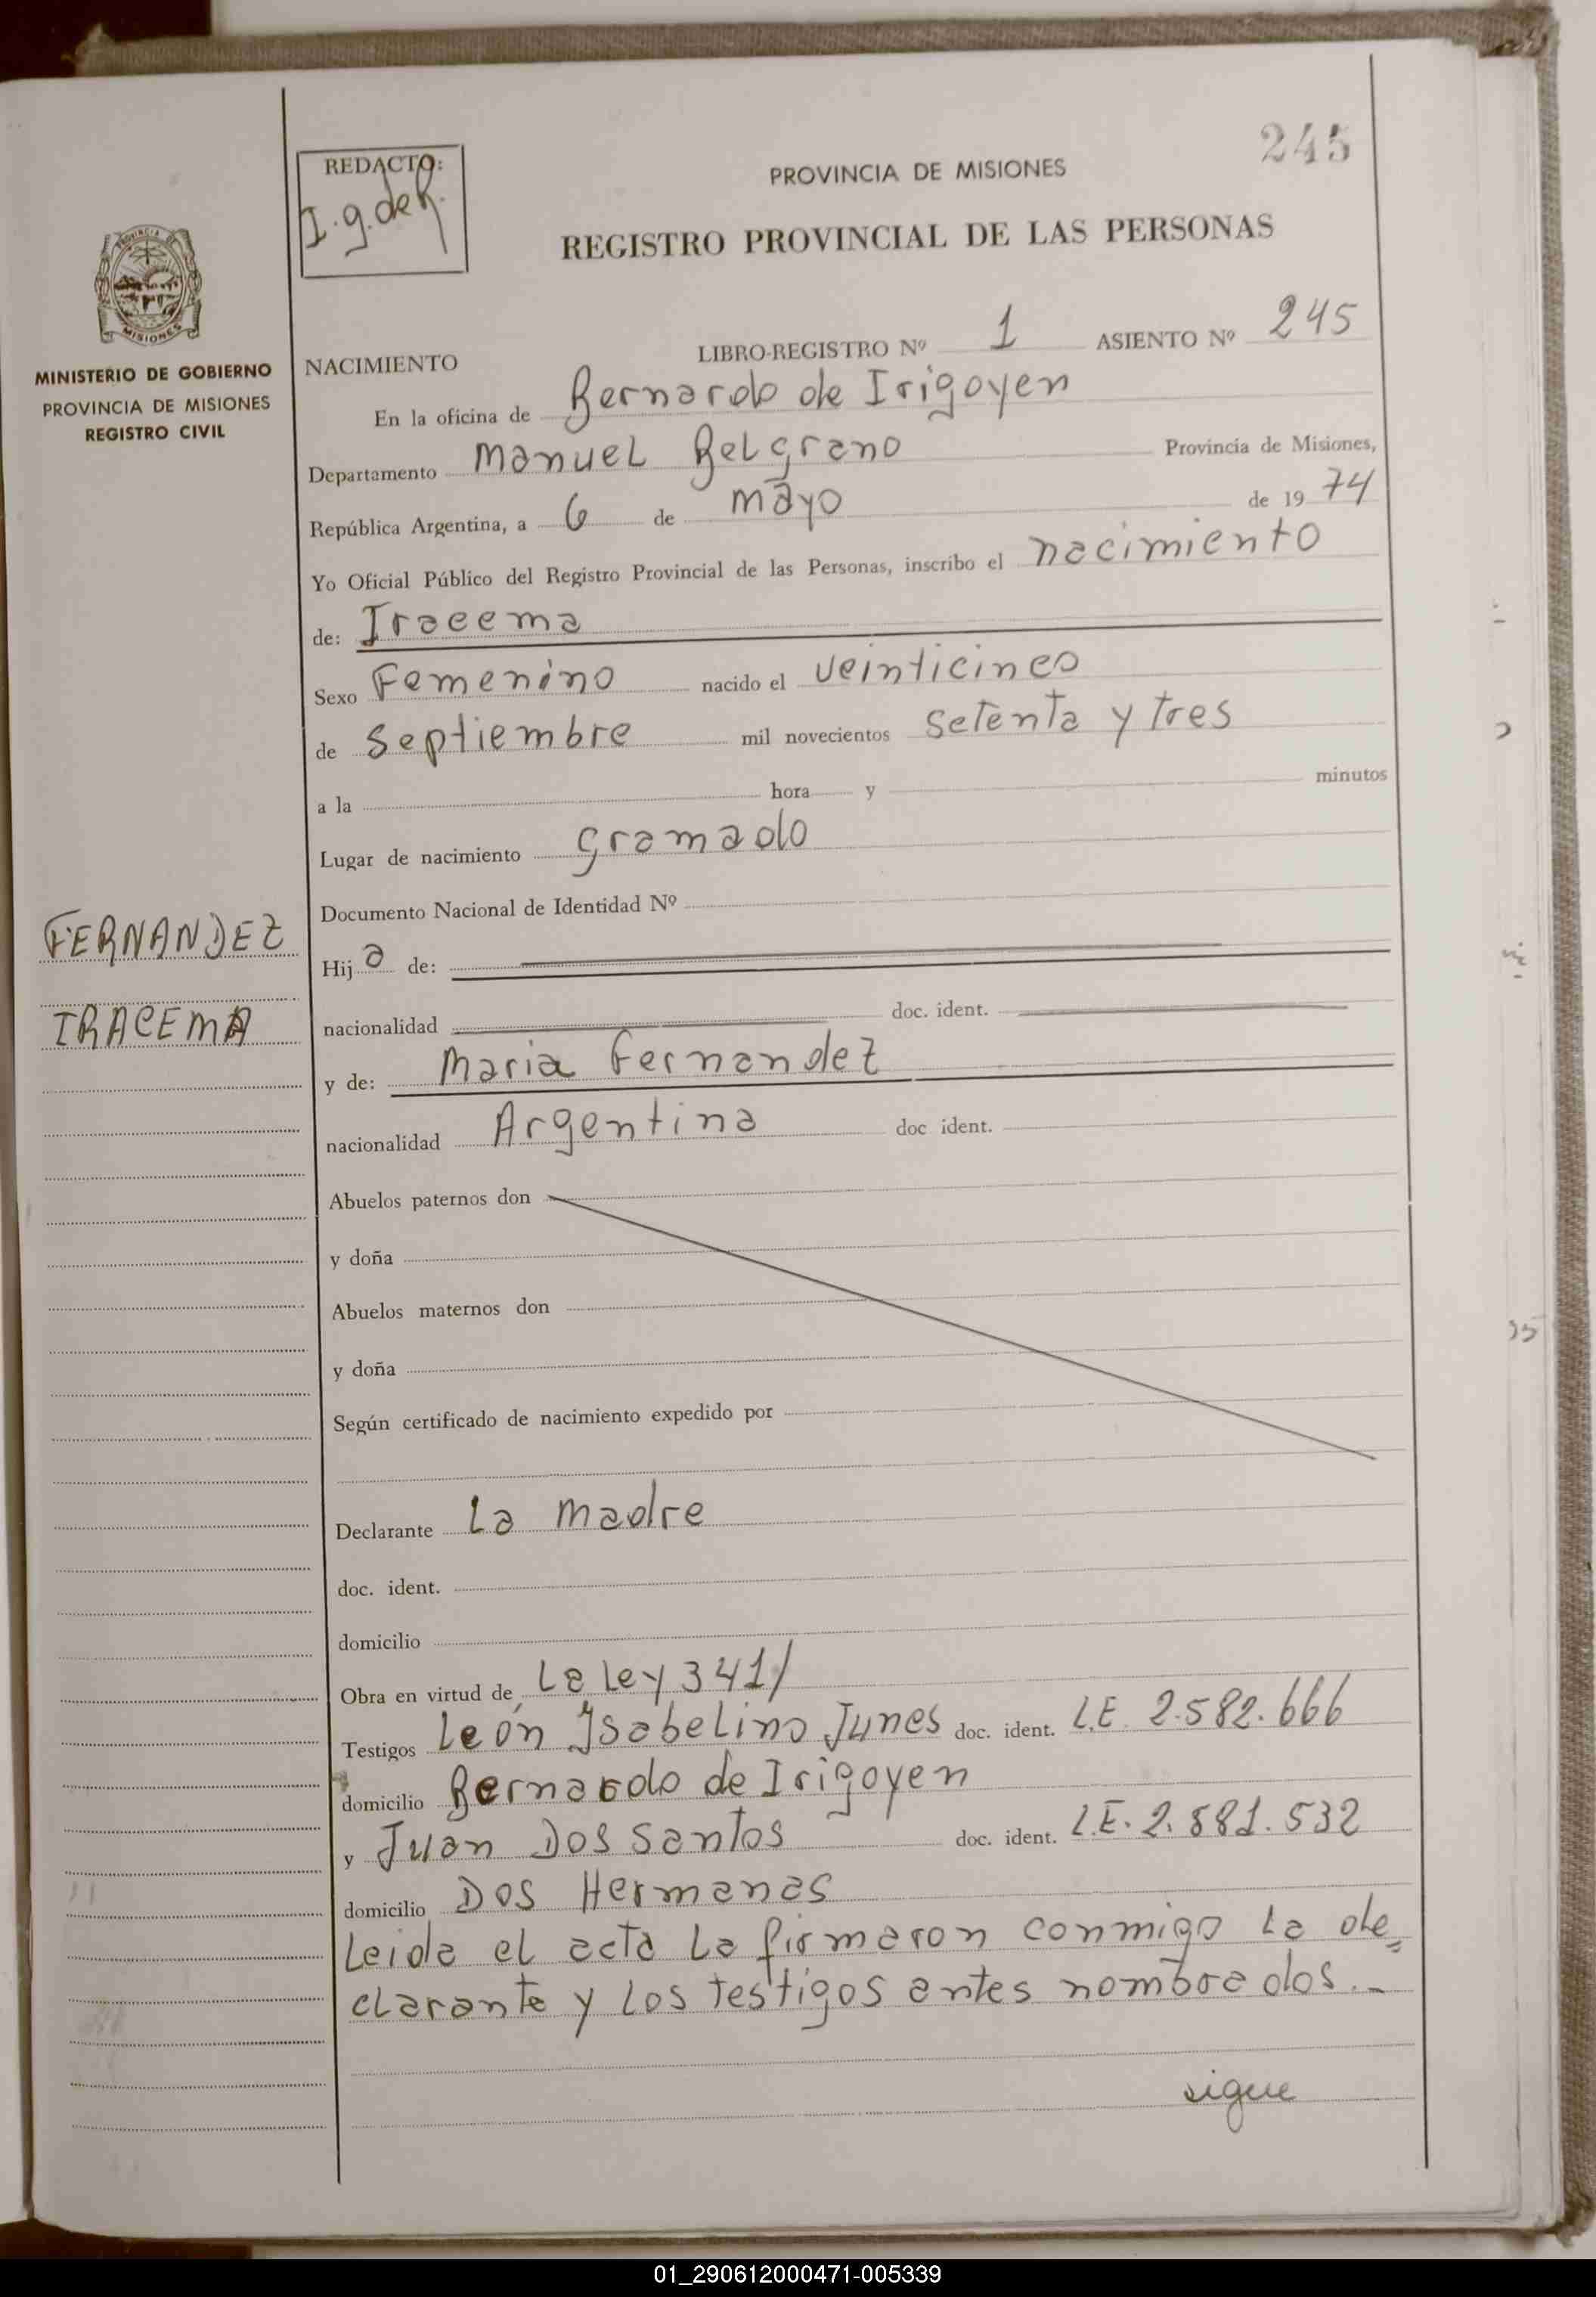 245
REDACTO:
I.g.deR.
PROVINCIA DE MISIONES
REGISTRO PROVINCIAL DE LAS PERSONAS
PROVINCIA DE
MISIONES
MINISTERIO DE GOBIERNO
PROVINCIA DE MISIONES
REGISTRO CIVIL
NACIMIENTO LIBRO-REGISTRO Nº 1 ASIENTO Nº 245
En la oficina de Bernardo de Irigoyen
Departamento Manuel Belgrano Provincia de Misiones,
República Argentina, a 6 de mayo de 1974
Yo Oficial Público del Registro Provincial de las Personas, inscribo el nacimiento
de: Iracema
Sexo Femenino nacido el veinticinco
de septiembre mil novecientos setenta y tres
a la hora y minutos
Lugar de nacimiento gramado
Documento Nacional de Identidad Nº
FERNANDEZ
Hija de:
IRACEMA
nacionalidad doc. ident.
y de: Maria Fernandez
nacionalidad Argentina doc ident.
Abuelos paternos don
y doña
Abuelos maternos don
y doña
Según certificado de nacimiento expedido por
Declarante La madre
doc. ident.
domicilio
Obra en virtud de La Ley 341/
Testigos León Ysabelino Junes doc. ident. L.E. 2.582.666
domicilio Bernardo de Irigoyen
y Juan Dos Santos doc. ident. L.E. 2.581.532
domicilio Dos Hermanas
Leida el acta la firmaron conmigo la de=
clarante y los testigos antes nombrados.-
sigue
01_290612000471-005339